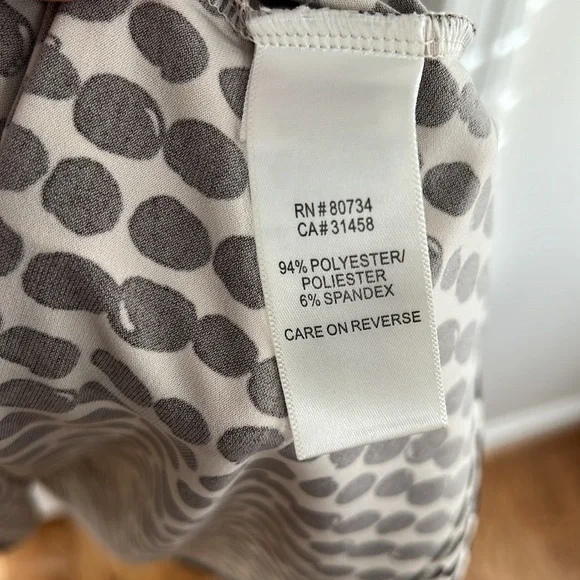 RN#80734
CA#31458
94% POLYESTER/
POLIESTER
6% SPANDEX
CARE ON REVERSE